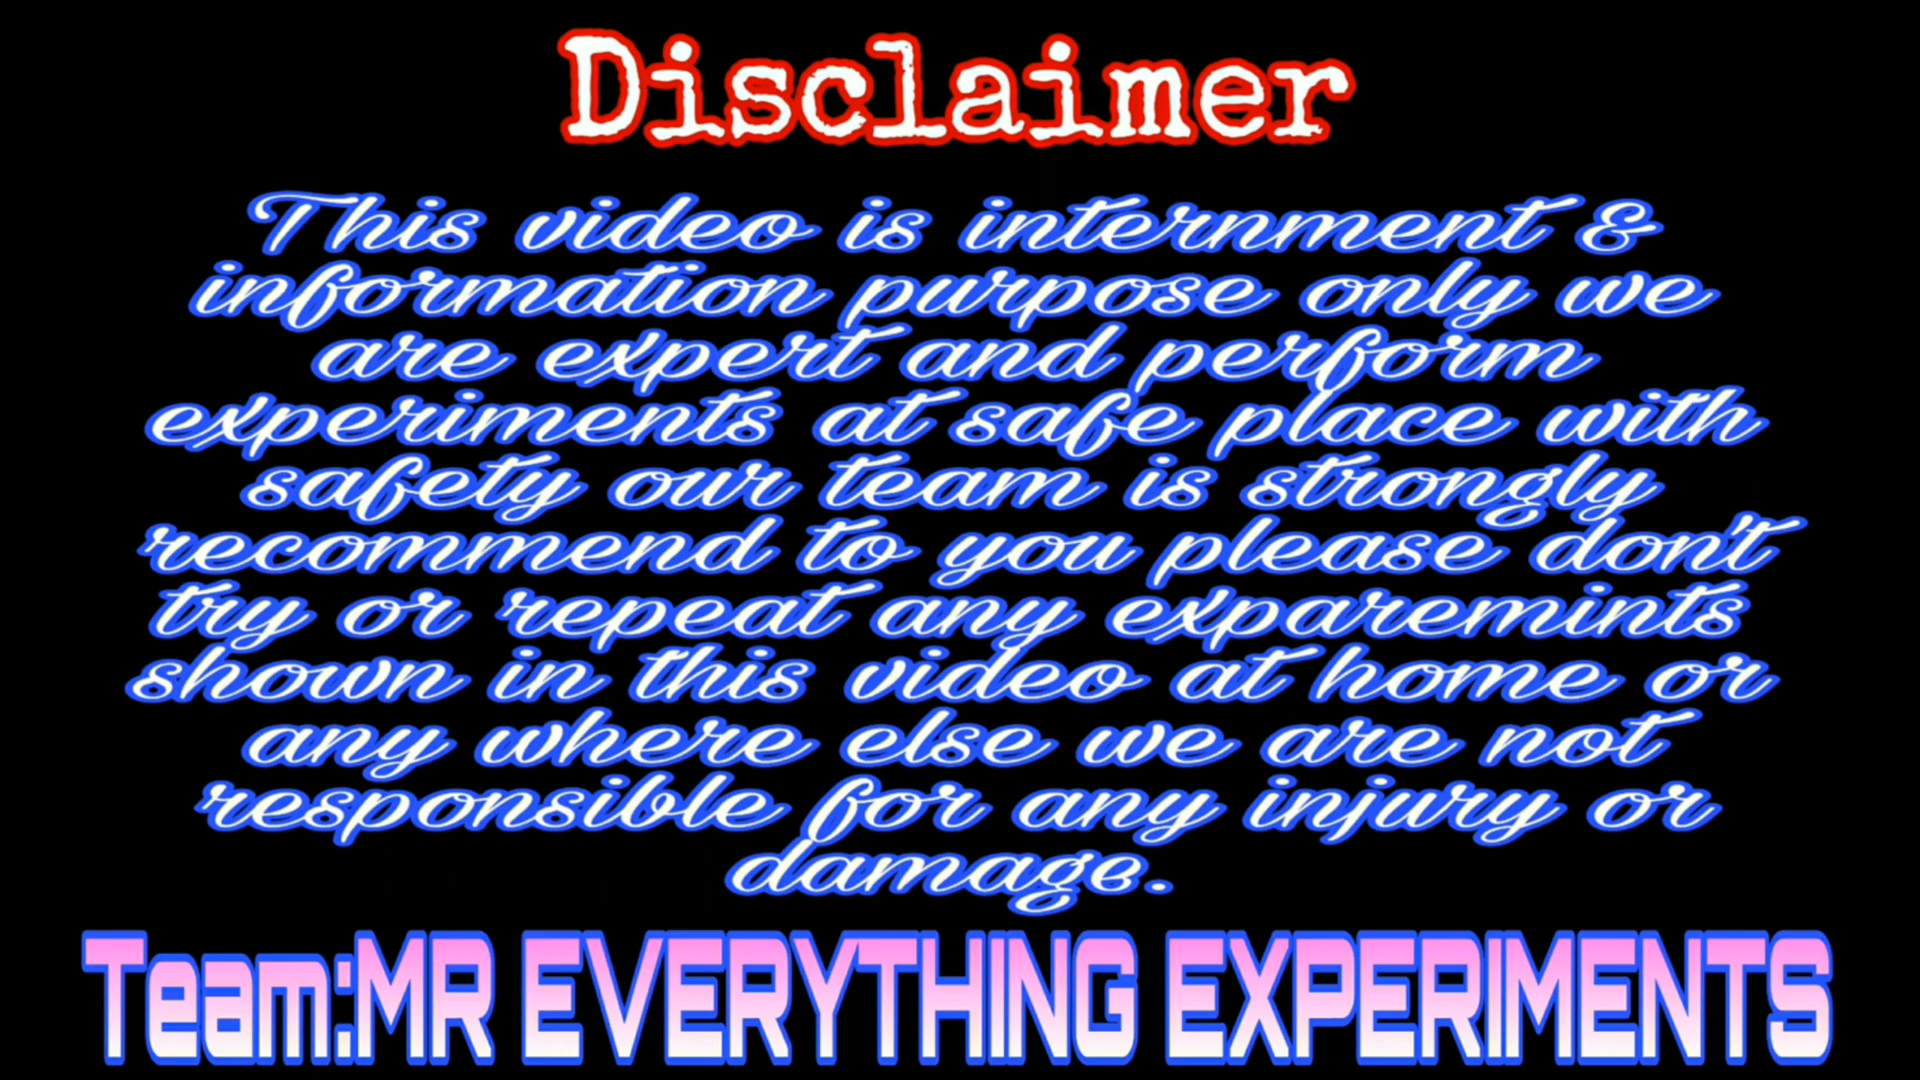 Disclaimer
This video is internment &
information purpose only we
are expert and perform
experiments at safe place with
safety our team is strongly
recommend to you please don't
try or repeat any exparemints
shown in this video at home or
any where else we are not
responsible for any injury or
damage.
Team:MR EVERYTHING EXPERIMENTS